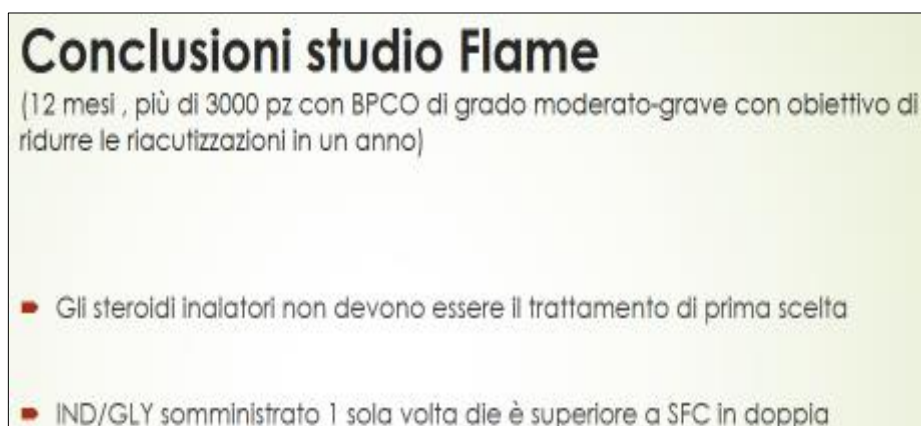 Conclusioni studio Flame
(12 mesi , più di 3000 pz con BPCO di grado moderato-grave con obiettivo di
ridurre le riacutizzazioni in un anno)
Gli steroidi inalatori non devono essere il trattamento di prima scelta
IND/GLY somministrato 1 sola volta die è superiore a SFC in doppia